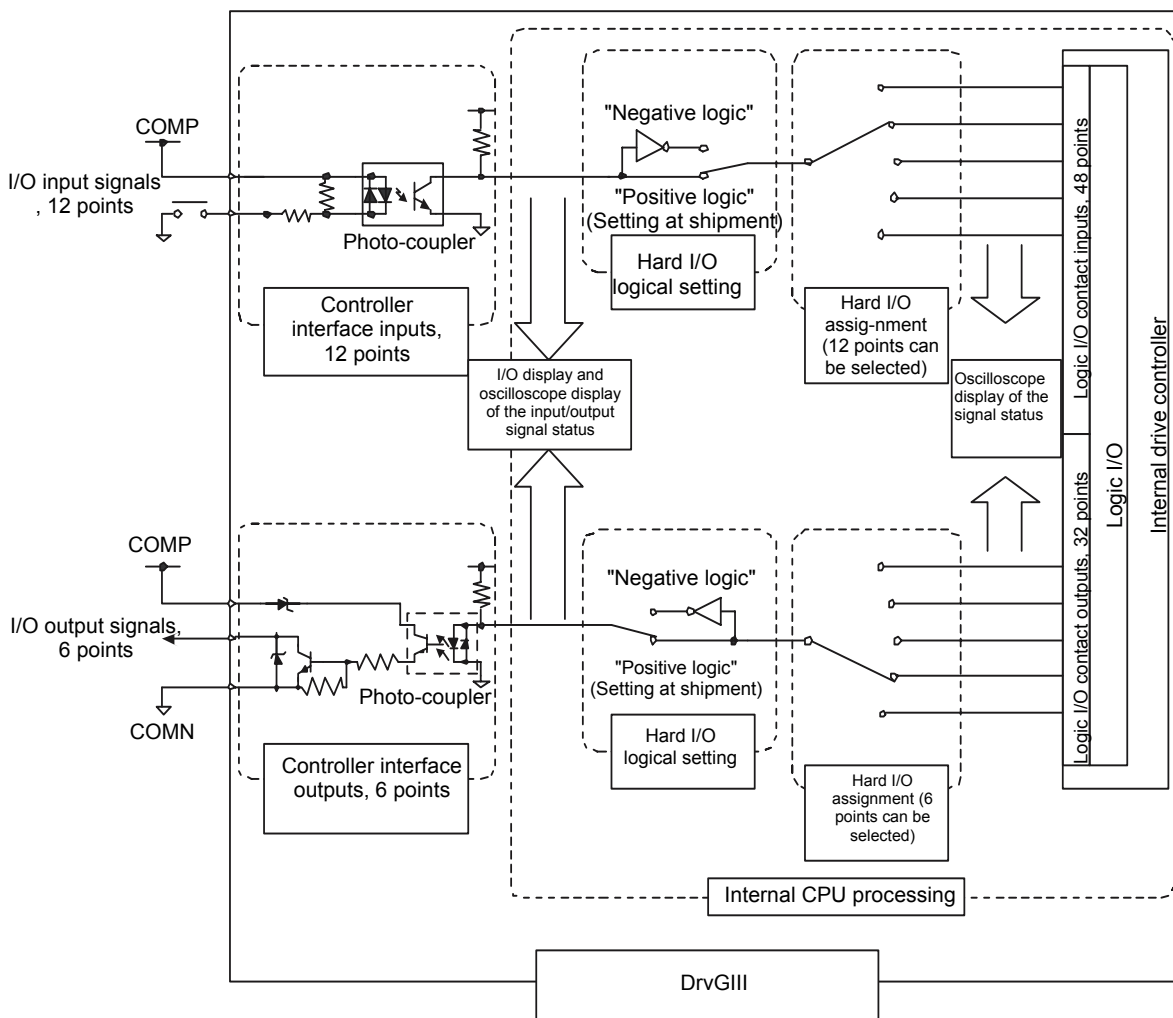 COMP
I/O input signals
, 12 points
Photo-coupler
Controller
interface inputs,
12 points
"Negative logic"
"Positive logic"
(Setting at shipment)
Hard I/O
logical setting
Hard I/O
assig-nment
(12 points can
be selected)
I/O display and
oscilloscope display
of the input/output
signal status
Oscilloscope
display of the
signal status
Logic I/O contact inputs, 48 points
Logic I/O contact outputs, 32 points
Logic I/O
Internal drive controller
COMP
I/O output signals,
6 points
COMN
Photo-coupler
Controller interface
outputs, 6 points
"Negative logic"
"Positive logic"
(Setting at shipment)
Hard I/O
logical setting
Hard I/O
assignment (6
points can be
selected)
Internal CPU processing
DrvGIII